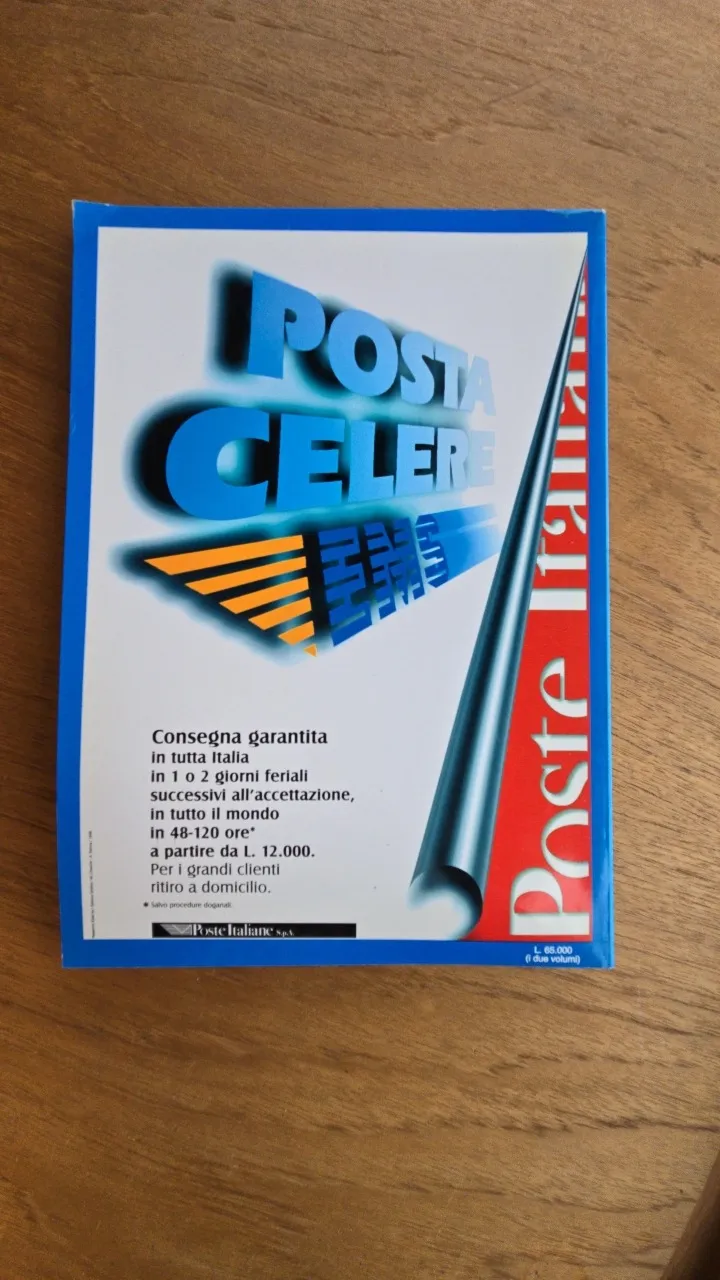 POSTA
CELERE
EMS
Consegna garantita
in tutta Italia
in 1 o 2 giorni feriali
successivi all'accettazione,
in tutto il mondo
in 48-120 ore*
a partire da L. 12.000.
Per i grandi clienti
ritiro a domicilio.
* Salvo procedure doganali.
Poste Italiane S.p.A.
Poste Italiane
L. 65.000
(i due volumi)